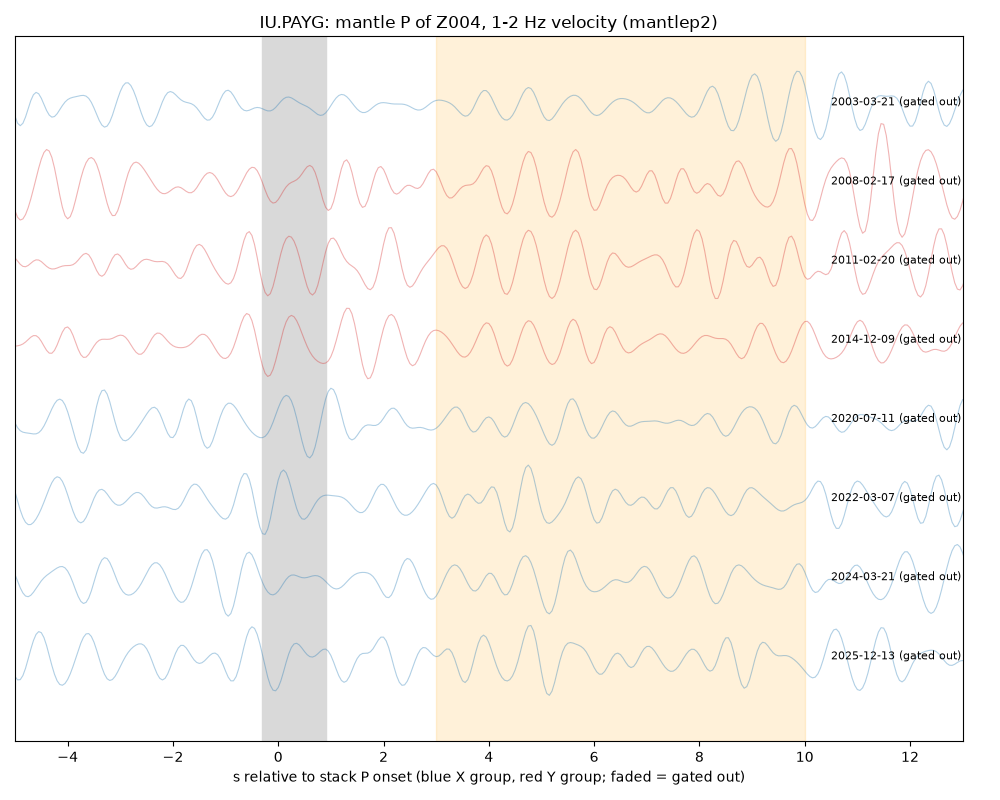 IU.PAYG: mantle P of Z004, 1-2 Hz velocity (mantlep2)
2003-03-21 (gated out)
2008-02-17 (gated out)
2011-02-20 (gated out)
2014-12-09 (gated out)
2020-07-11 (gated out)
2022-03-07 (gated out)
2024-03-21 (gated out)
2025-12-13 (gated out)
−4 −2 0 2 4 6 8 10 12
s relative to stack P onset (blue X group, red Y group; faded = gated out)